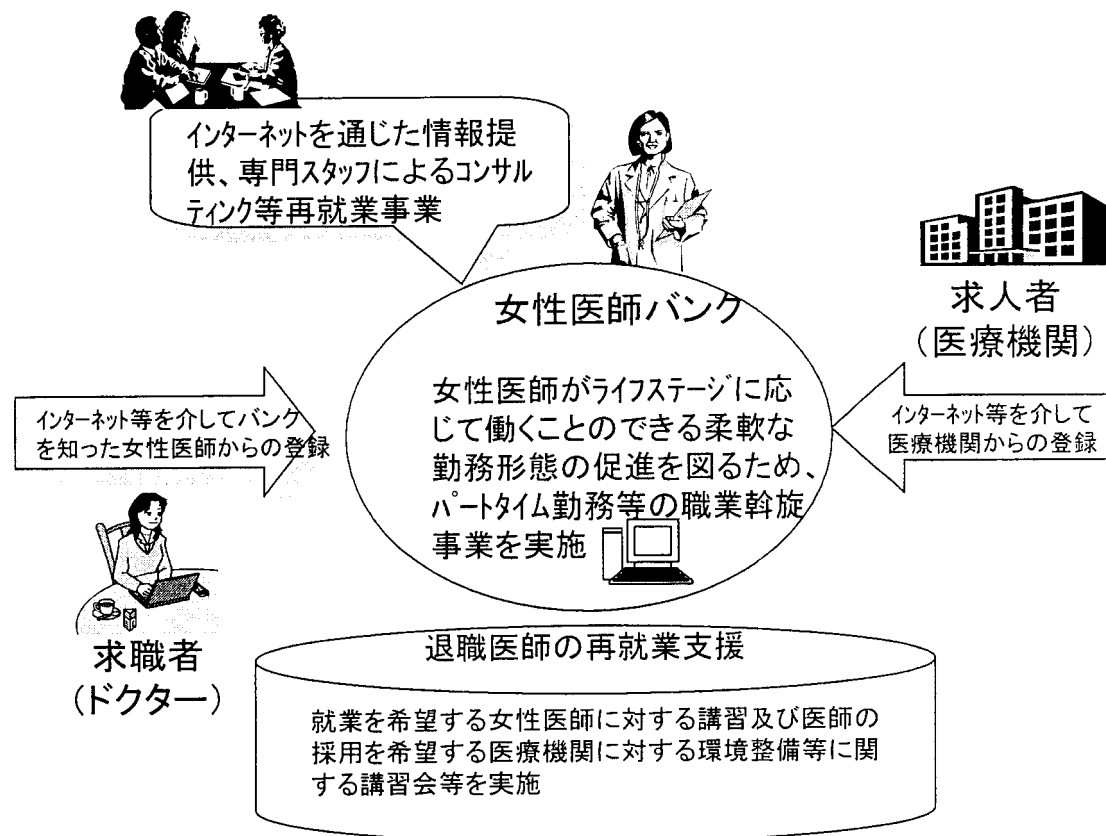 インターネットを通じた情報提
供、専門スタッフによるコンサル
ティンク等再就業事業
求人者
(医療機関)
女性医師バンク
女性医師がライフステージに応
じて働くことのできる柔軟な
勤務形態の促進を図るため、
パートタイム勤務等の職業斡旋
事業を実施
インターネット等を介してバンク
を知った女性医師からの登録
インターネット等を介して
医療機関からの登録
求職者
(ドクター)
退職医師の再就業支援
就業を希望する女性医師に対する講習及び医師の
採用を希望する医療機関に対する環境整備等に関
する講習会等を実施